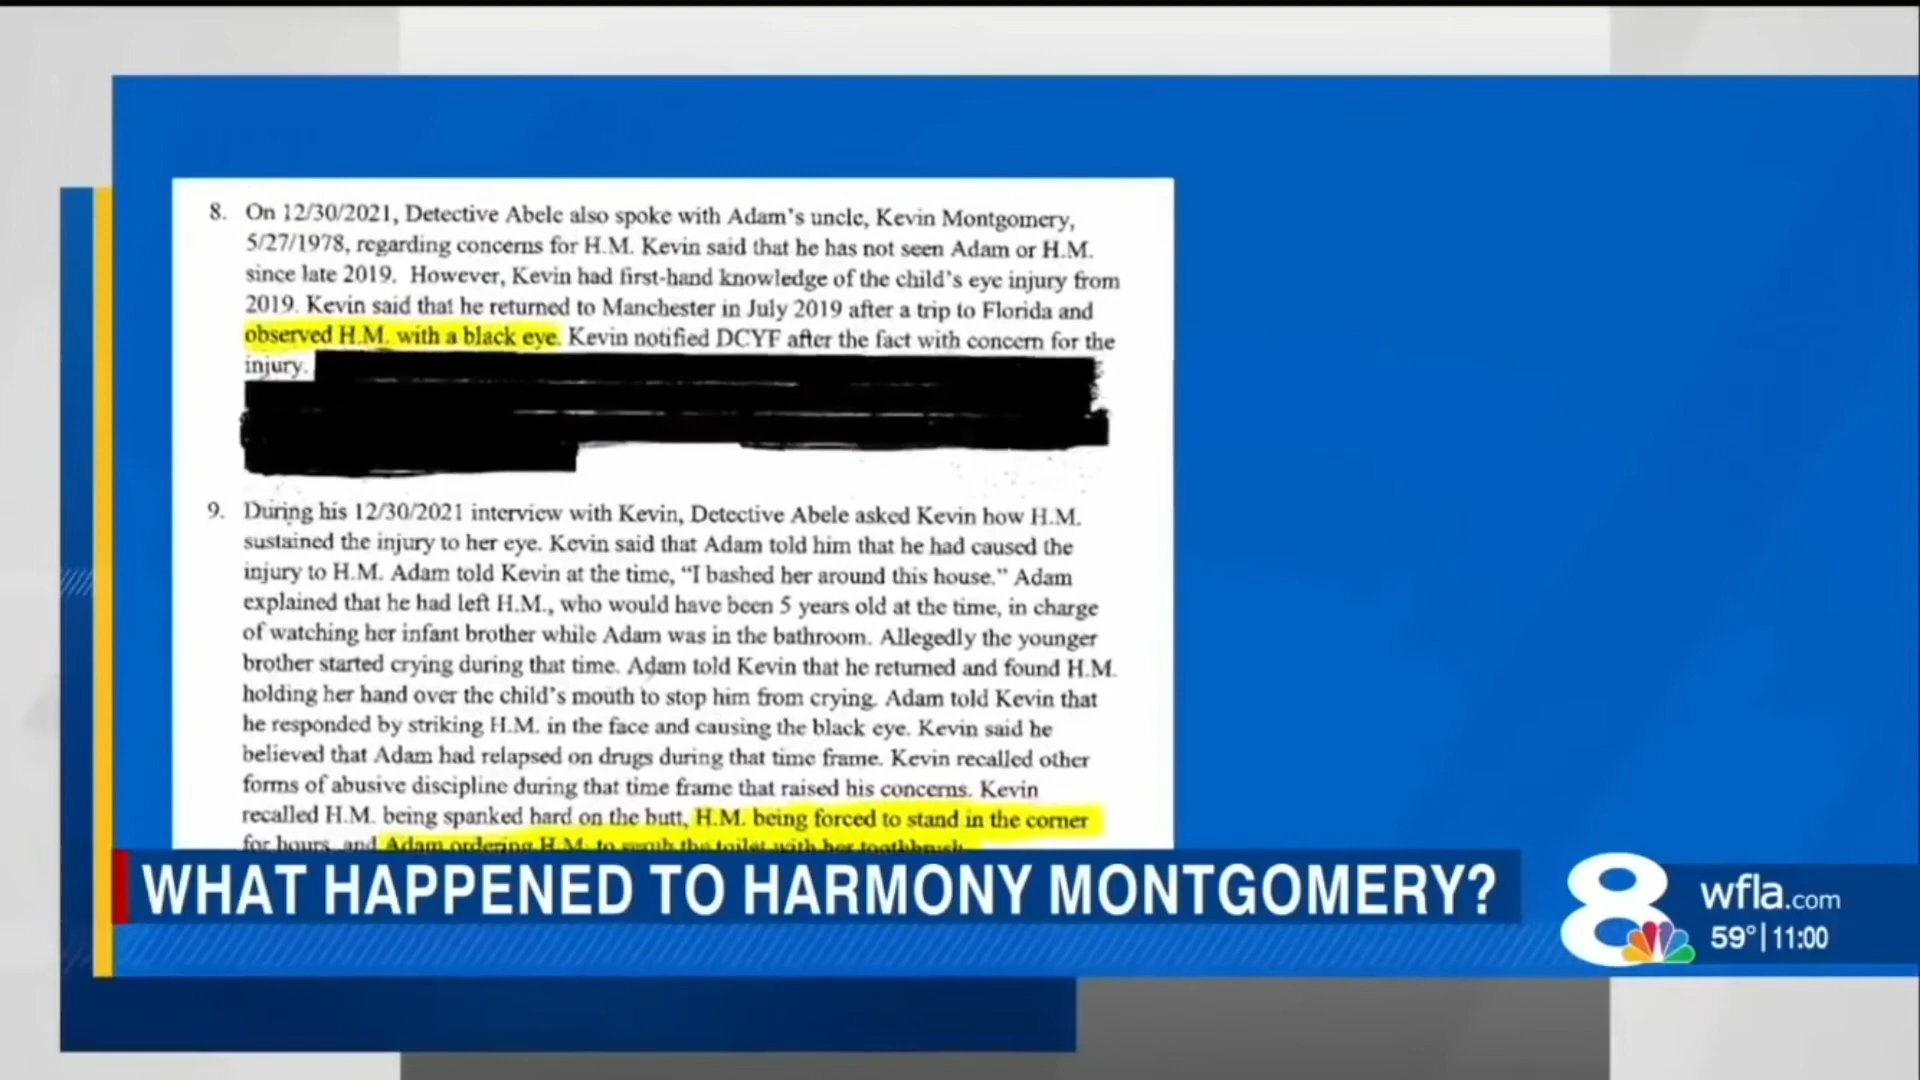 8. On 12/30/2021, Detective Abele also spoke with Adam's uncle, Kevin Montgomery,
5/27/1978, regarding concerns for H.M. Kevin said that he has not seen Adam or H.M.
since late 2019. However, Kevin had first-hand knowledge of the child's eye injury from
2019. Kevin said that he returned to Manchester in July 2019 after a trip to Florida and
observed H.M. with a black eye. Kevin notified DCYF after the fact with concern for the
injury.
9. During his 12/30/2021 interview with Kevin, Detective Abele asked Kevin how H.M.
sustained the injury to her eye. Kevin said that Adam told him that he had caused the
injury to H.M. Adam told Kevin at the time, "I bashed her around this house." Adam
explained that he had left H.M., who would have been 5 years old at the time, in charge
of watching her infant brother while Adam was in the bathroom. Allegedly the younger
brother started crying during that time. Adam told Kevin that he returned and found H.M.
holding her hand over the child's mouth to stop him from crying. Adam told Kevin that
he responded by striking H.M. in the face and causing the black eye. Kevin said he
believed that Adam had relapsed on drugs during that time frame. Kevin recalled other
forms of abusive discipline during that time frame that raised his concerns. Kevin
recalled H.M. being spanked hard on the butt, H.M. being forced to stand in the corner
for hours, and Adam ordering H.M. to scrub the toilet with her toothbrush.
WHAT HAPPENED TO HARMONY MONTGOMERY?
8
wfla.com
59° | 11:00